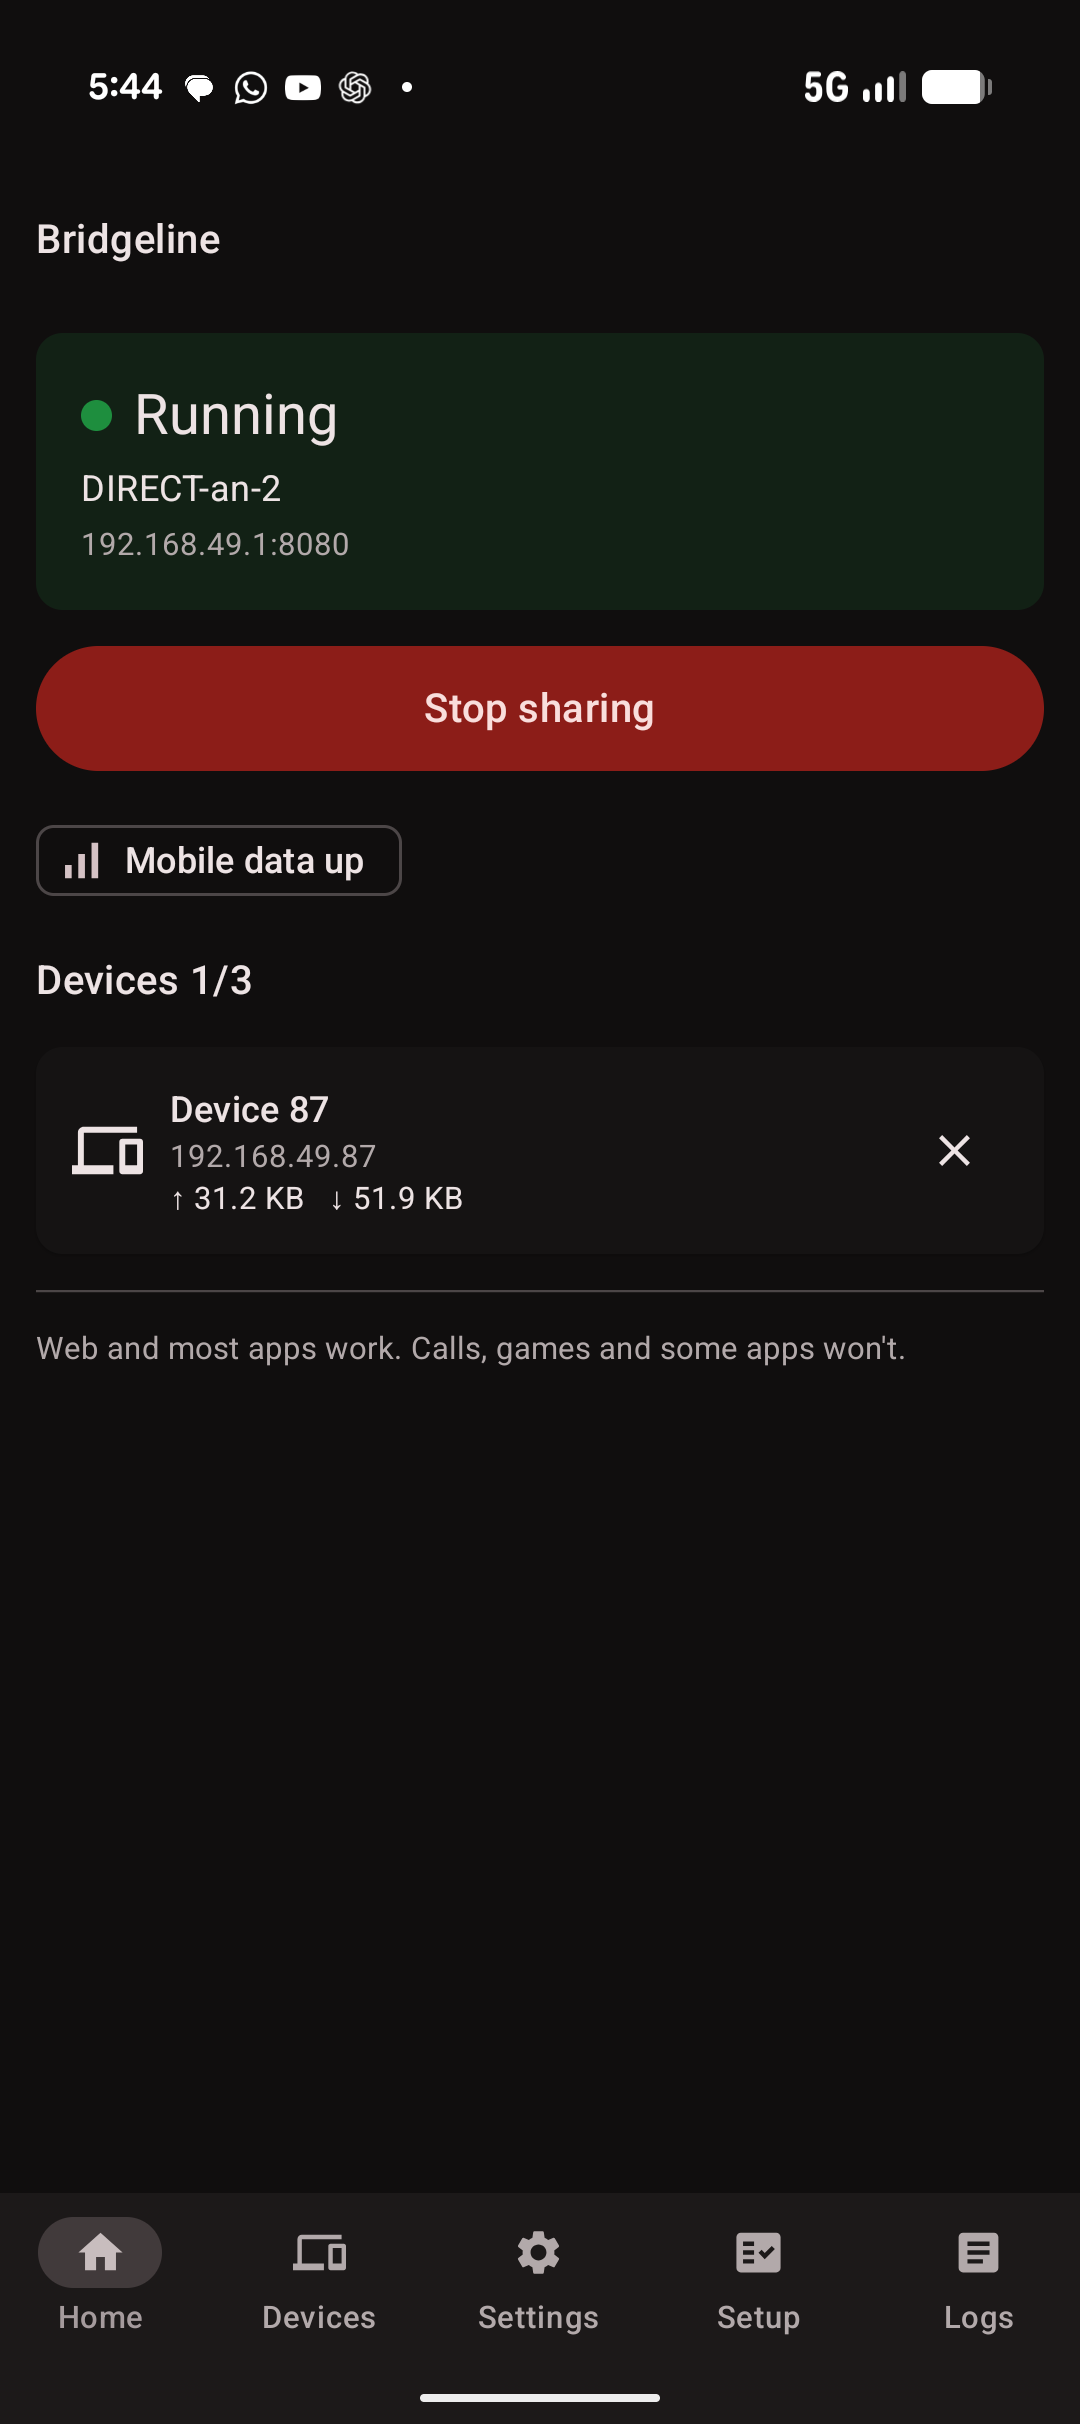 5:44
5G
Bridgeline
Running
DIRECT-an-2
192.168.49.1:8080
Stop sharing
Mobile data up
Devices 1/3
Device 87
192.168.49.87
↑ 31.2 KB ↓ 51.9 KB
Web and most apps work. Calls, games and some apps won't.
Home Devices Settings Setup Logs